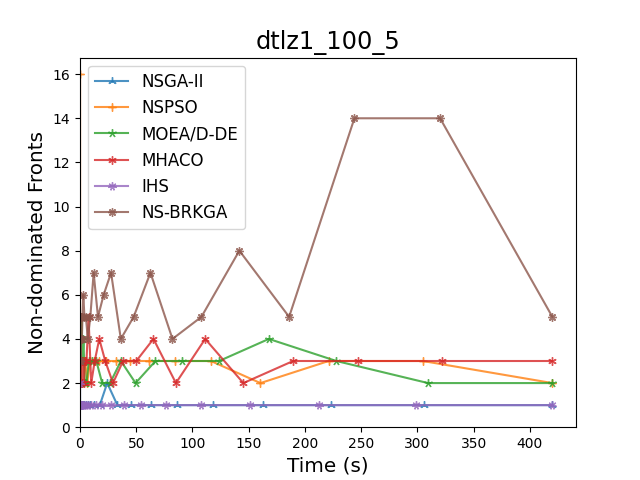 dtlz1_100_5
16
14
12
10
8
6
4
2
0
Non-dominated Fronts
NSGA-II
NSPSO
MOEA/D-DE
MHACO
IHS
NS-BRKGA
0 50 100 150 200 250 300 350 400
Time (s)